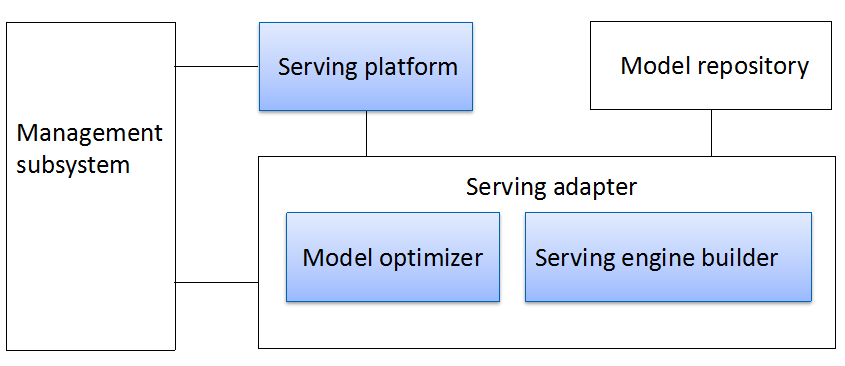 Serving platform
Model repository
Management
subsystem
Serving adapter
Model optimizer
Serving engine builder